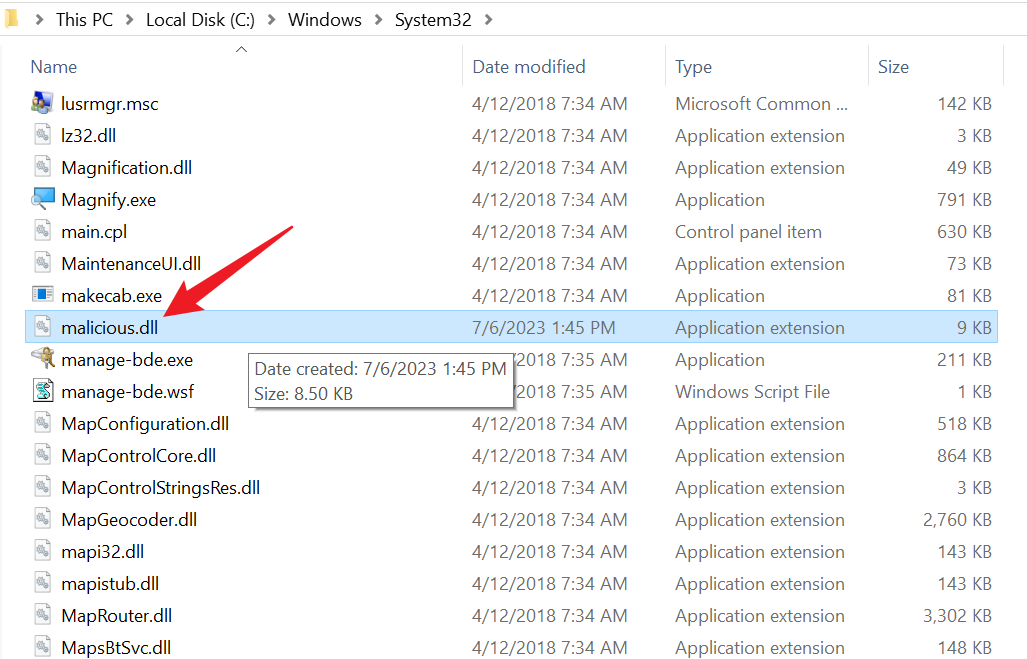 This PC > Local Disk (C:) > Windows > System32 >
Name Date modified Type Size
lusrmgr.msc 4/12/2018 7:34 AM Microsoft Common ... 142 KB
lz32.dll 4/12/2018 7:34 AM Application extension 3 KB
Magnification.dll 4/12/2018 7:34 AM Application extension 49 KB
Magnify.exe 4/12/2018 7:34 AM Application 791 KB
main.cpl 4/12/2018 7:34 AM Control panel item 630 KB
MaintenanceUI.dll 4/12/2018 7:34 AM Application extension 73 KB
makecab.exe 4/12/2018 7:34 AM Application 81 KB
malicious.dll 7/6/2023 1:45 PM Application extension 9 KB
manage-bde.exe :35 AM Application 211 KB
Date created: 7/6/2023 1:45 PM
Size: 8.50 KB
manage-bde.wsf :35 AM Windows Script File 1 KB
MapConfiguration.dll 4/12/2018 7:34 AM Application extension 518 KB
MapControlCore.dll 4/12/2018 7:34 AM Application extension 864 KB
MapControlStringsRes.dll 4/12/2018 7:34 AM Application extension 3 KB
MapGeocoder.dll 4/12/2018 7:34 AM Application extension 2,760 KB
mapi32.dll 4/12/2018 7:34 AM Application extension 143 KB
mapistub.dll 4/12/2018 7:34 AM Application extension 143 KB
MapRouter.dll 4/12/2018 7:34 AM Application extension 3,302 KB
MapsBtSvc.dll 4/12/2018 7:34 AM Application extension 148 KB